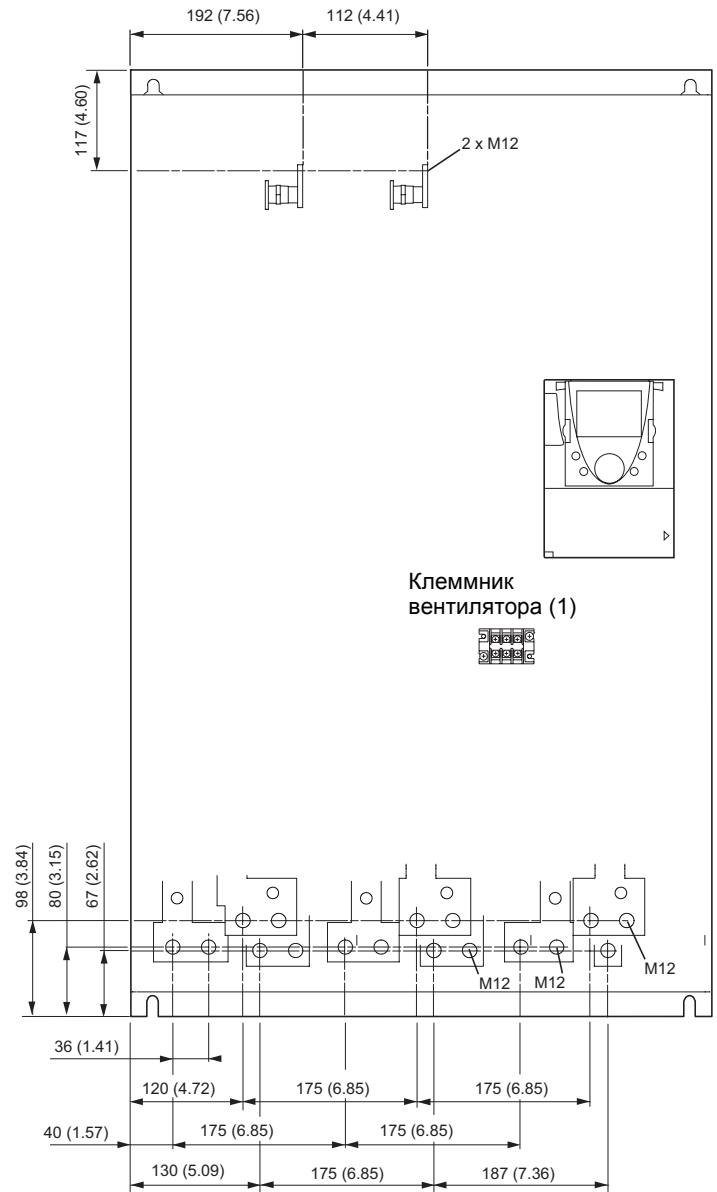 192 (7.56)
112 (4.41)
117 (4.60)
2 x M12
Клеммник
вентилятора (1)
98 (3.84)
80 (3.15)
67 (2.62)
M12
M12
M12
36 (1.41)
120 (4.72)
175 (6.85)
175 (6.85)
40 (1.57)
175 (6.85)
175 (6.85)
130 (5.09)
175 (6.85)
187 (7.36)